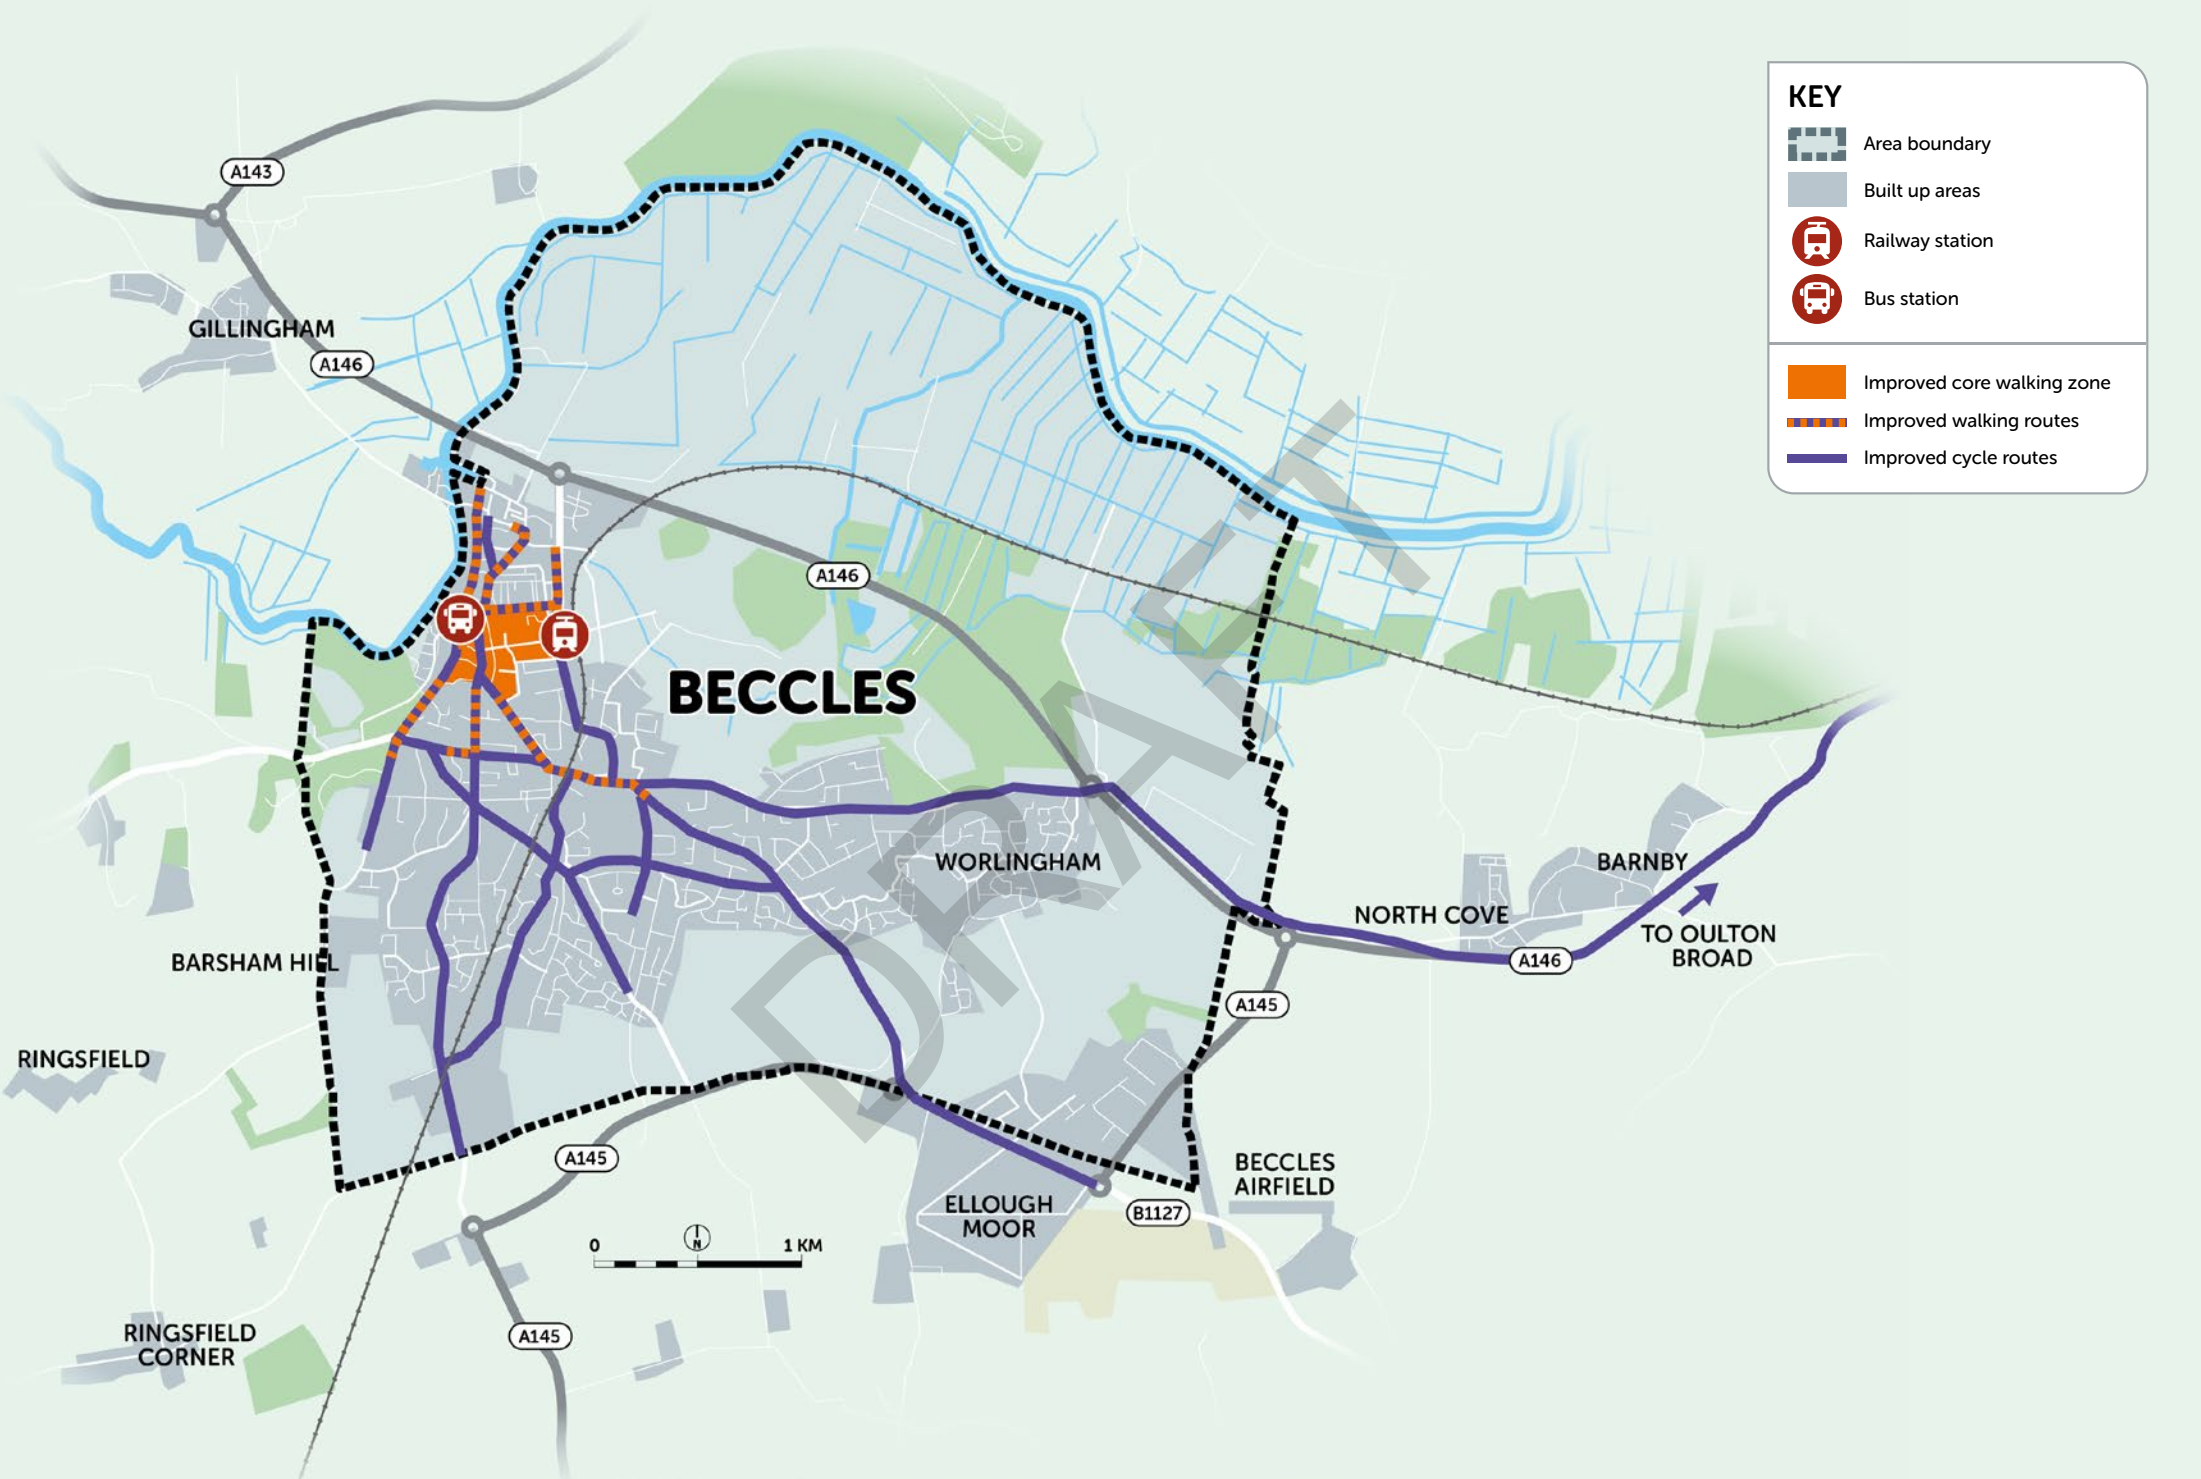 KEY
Area boundary
Built up areas
Railway station
Bus station
Improved core walking zone
Improved walking routes
Improved cycle routes
A143
GILLINGHAM
A146
A146
BECCLES
WORLINGHAM
BARNBY
NORTH COVE
TO OULTON
BROAD
A146
BARSHAM HILL
A145
RINGSFIELD
A145
BECCLES
AIRFIELD
ELLOUGH
MOOR
B1127
0
N
1 KM
RINGSFIELD
CORNER
A145
DRAFT